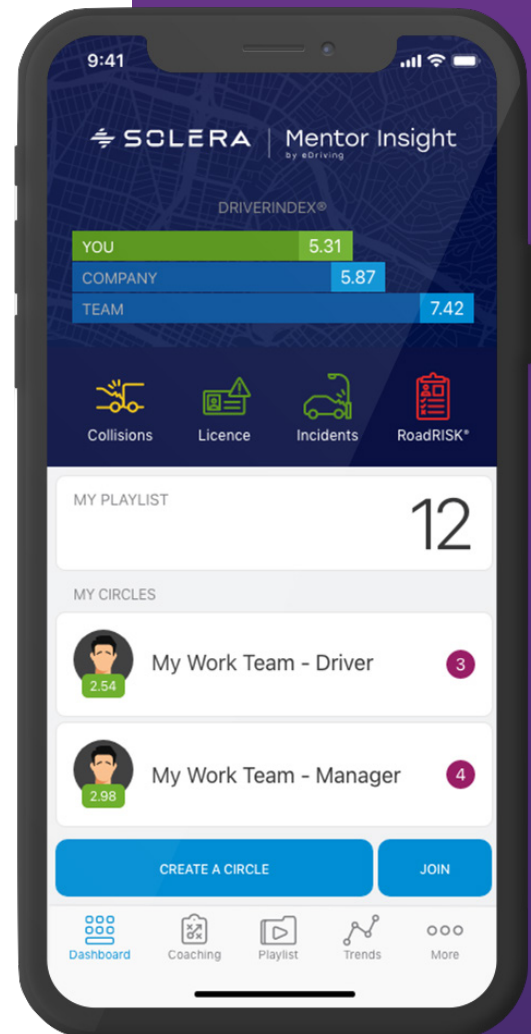 9:41
SOLERA | Mentor Insight
by eDriving
DRIVERINDEX®
YOU 5.31
COMPANY 5.87
TEAM 7.42
Collisions Licence Incidents RoadRISK®
MY PLAYLIST 12
MY CIRCLES
2.54 My Work Team - Driver 3
2.98 My Work Team - Manager 4
CREATE A CIRCLE JOIN
Dashboard Coaching Playlist Trends More